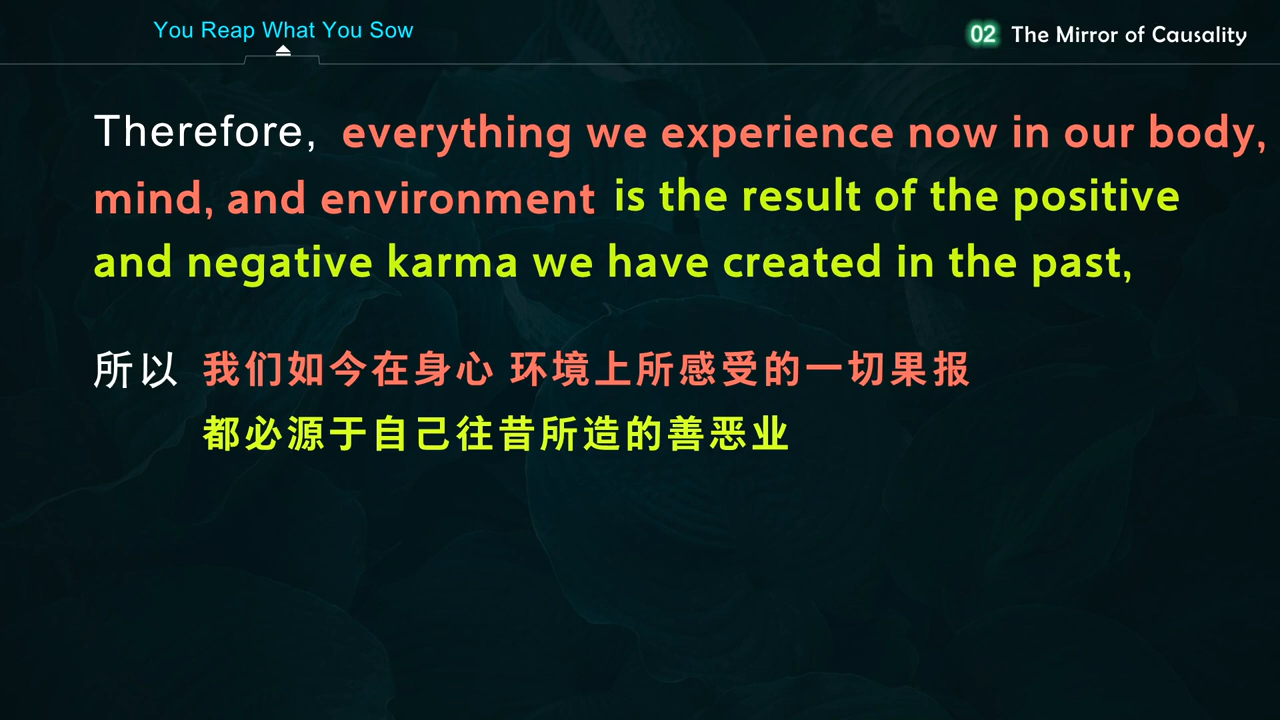 You Reap What You Sow
02 The Mirror of Causality
Therefore, everything we experience now in our body,
mind, and environment is the result of the positive
and negative karma we have created in the past,
所以 我们如今在身心 环境上所感受的一切果报
都必源于自己往昔所造的善恶业